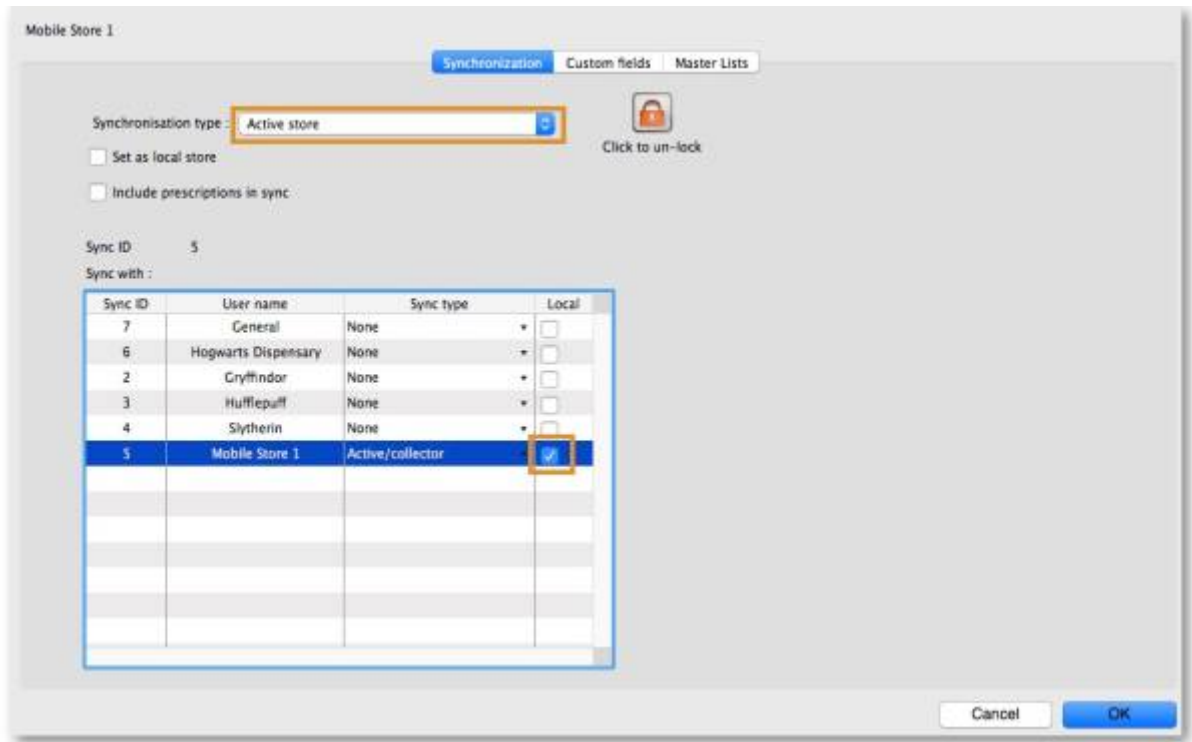 Mobile Store 1
Synchronization Custom fields Master Lists
Synchronisation type : Active store
Click to un-lock
Set as local store
Include prescriptions in sync
Sync ID 5
Sync with :
Sync ID User name Sync type Local
7 General None
6 Hogwarts Dispensary None
2 Gryffindor None
3 Hufflepuff None
4 Slytherin None
5 Mobile Store 1 Active/collector
Cancel OK